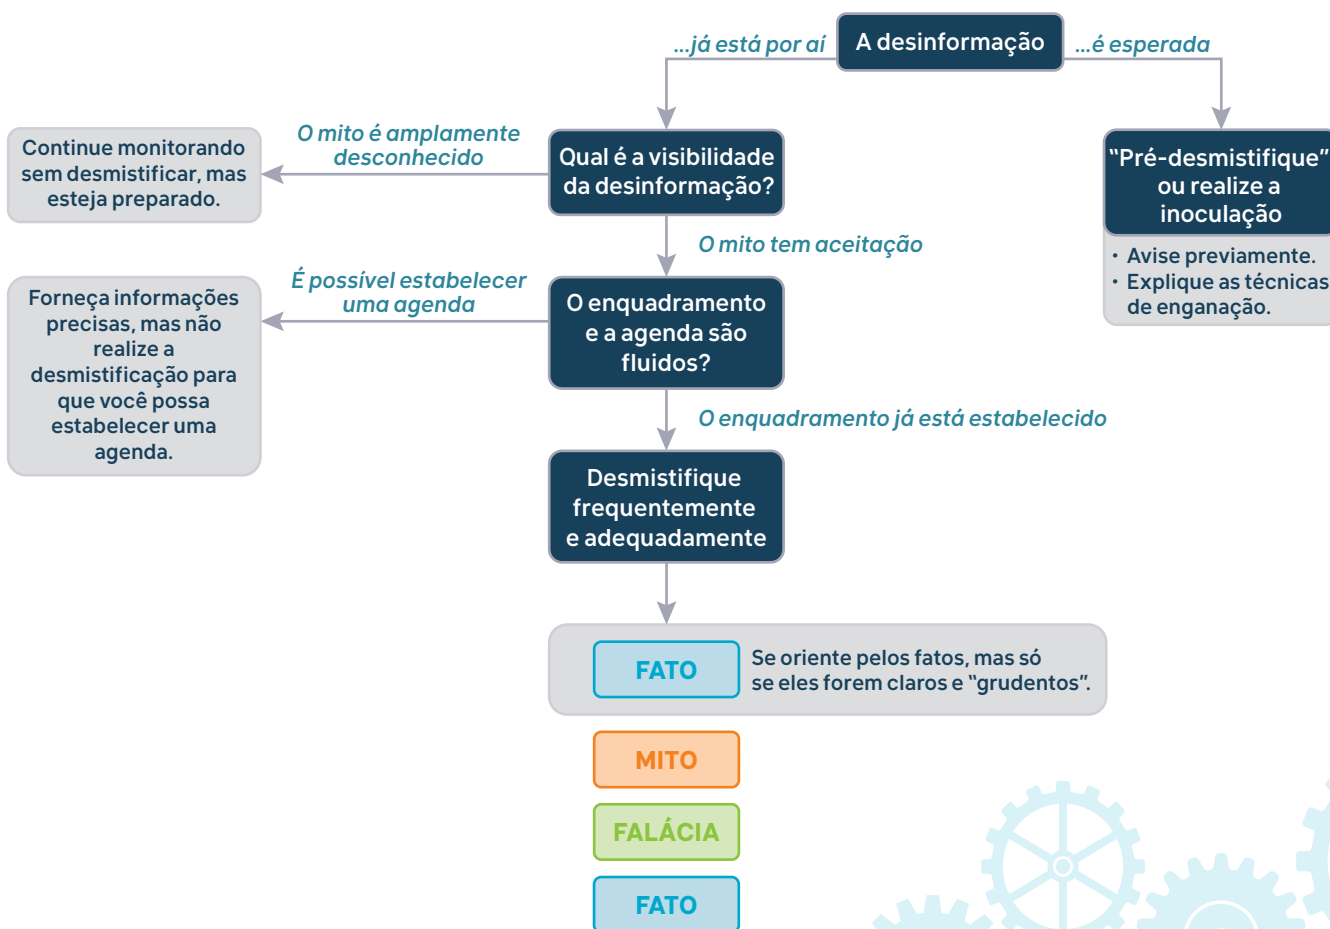 A desinformação
...já está por aí
...é esperada
O mito é amplamente
desconhecido
Continue monitorando
sem desmistificar, mas
esteja preparado.
Qual é a visibilidade
da desinformação?
“Pré-desmistifique”
ou realize a
inoculação
• Avise previamente.
• Explique as técnicas
de enganação.
O mito tem aceitação
É possível estabelecer
uma agenda
Forneça informações
precisas, mas não
realize a
desmistificação para
que você possa
estabelecer uma
agenda.
O enquadramento
e a agenda são
fluidos?
O enquadramento já está estabelecido
Desmistifique
frequentemente
e adequadamente
FATO
Se oriente pelos fatos, mas só
se eles forem claros e “grudentos”.
MITO
FALÁCIA
FATO